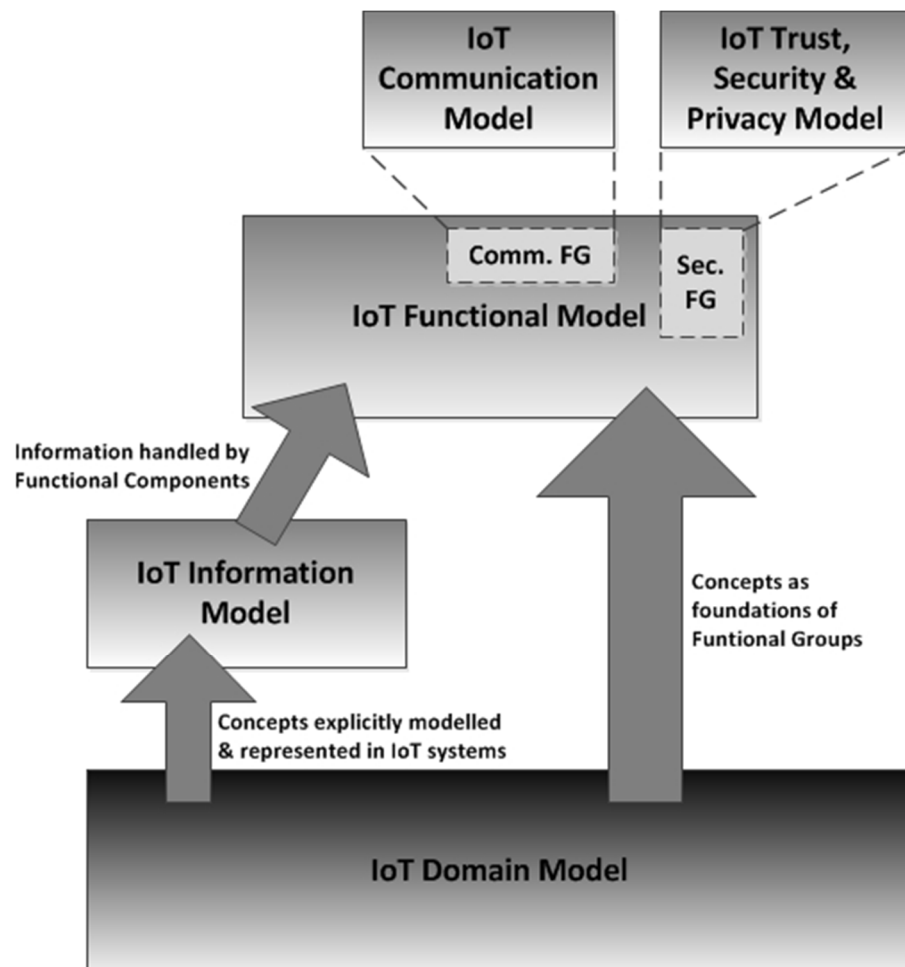 IoT
Communication
Model
IoT Trust,
Security &
Privacy Model
Comm. FG
Sec.
FG
IoT Functional Model
Information handled by
Functional Components
IoT Information
Model
Concepts as
foundations of
Funtional Groups
Concepts explicitly modelled
& represented in IoT systems
IoT Domain Model